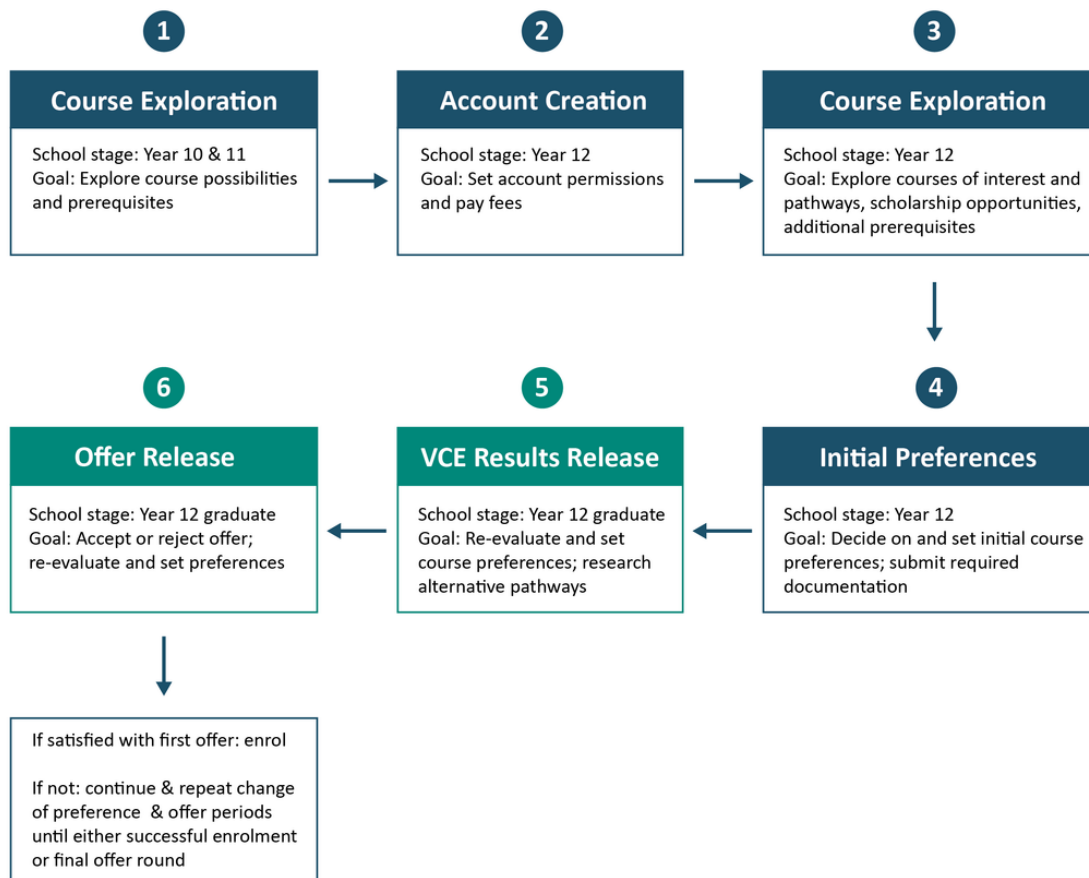 1
Course Exploration
School stage: Year 10 & 11
Goal: Explore course possibilities
and prerequisites
2
Account Creation
School stage: Year 12
Goal: Set account permissions
and pay fees
3
Course Exploration
School stage: Year 12
Goal: Explore courses of interest and
pathways, scholarship opportunities,
additional prerequisites
4
Initial Preferences
School stage: Year 12
Goal: Decide on and set initial course
preferences; submit required
documentation
5
VCE Results Release
School stage: Year 12 graduate
Goal: Re-evaluate and set
course preferences; research
alternative pathways
6
Offer Release
School stage: Year 12 graduate
Goal: Accept or reject offer;
re-evaluate and set preferences
If satisfied with first offer: enrol
If not: continue & repeat change
of preference & offer periods
until either successful enrolment
or final offer round